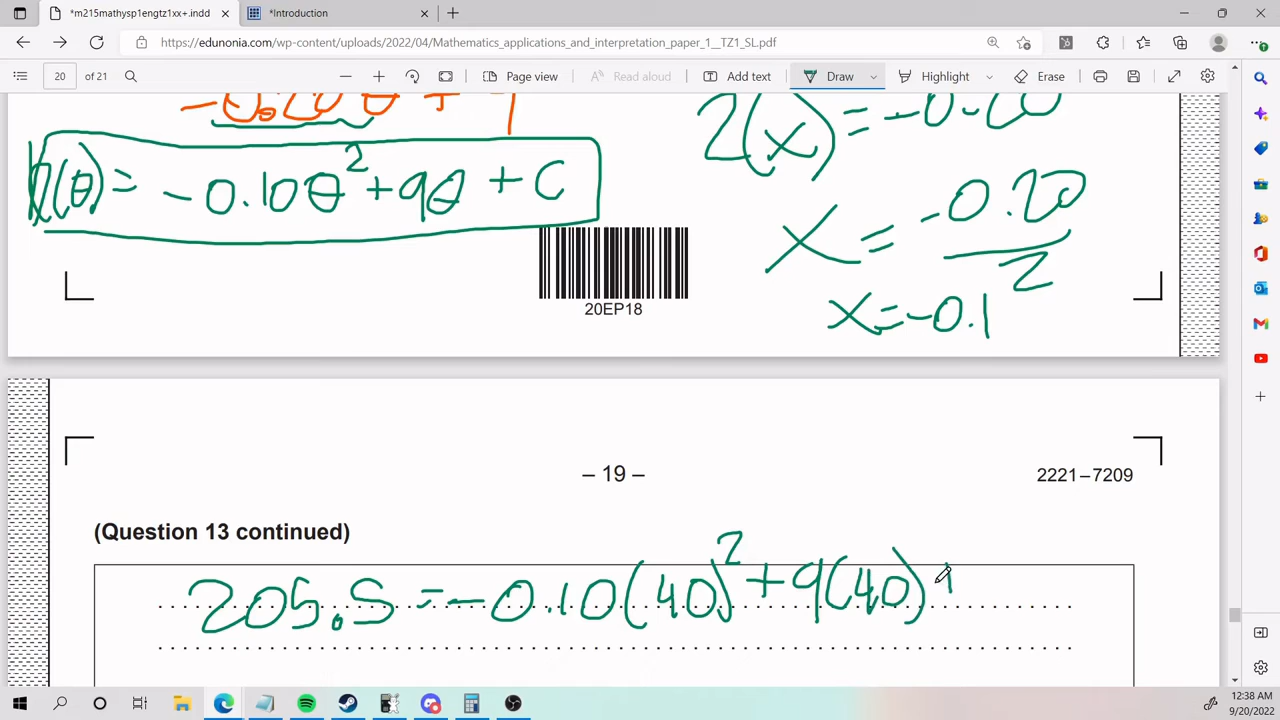 *m215mathysp1engtz1xx+.indd
*Introduction
https://edunonia.com/wp-content/uploads/2022/04/Mathematics_applications_and_interpretation_paper_1__TZ1_SL.pdf
20 of 21
Page view
Read aloud
Add text
Draw
Highlight
Erase
-0.20θ + 9
h(θ) = -0.10θ² + 9θ + C
2(x) = -0.20
x = -0.20/2
x = -0.1
20EP18
– 19 –
2221–7209
(Question 13 continued)
205.5 = -0.10(40)² + 9(40)
12:38 AM
9/20/2022